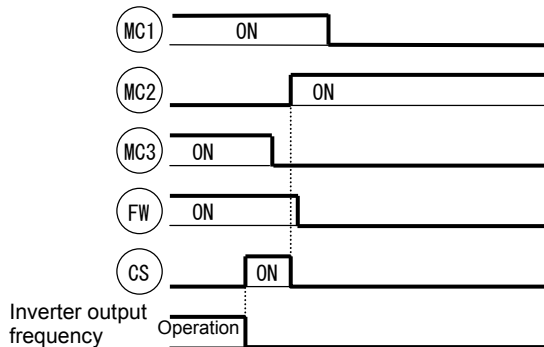 MC1 ON
MC2 ON
MC3 ON
FW ON
CS ON
Inverter output
frequency Operation